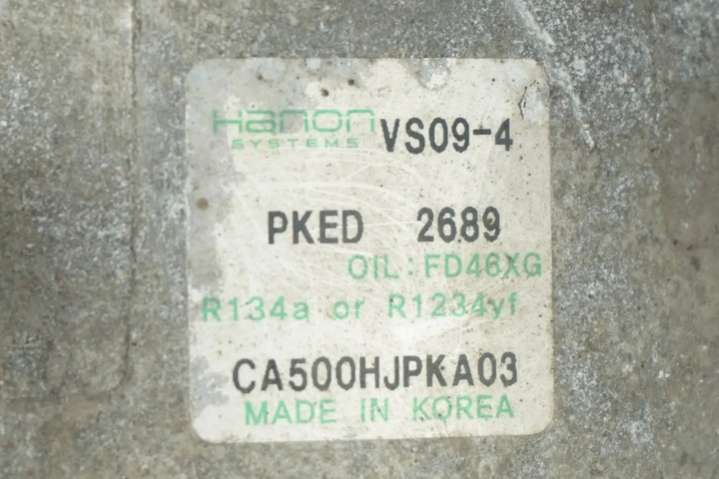 Hanon VS09-4
SYSTEMS
PKED 2689
OIL:FD46XG
R134a or R1234yf
CA500HJPKA03
MADE IN KOREA